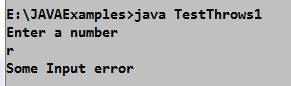 E:\JAVAExamples>java TestThrows1
Enter a number
r
Some Input error